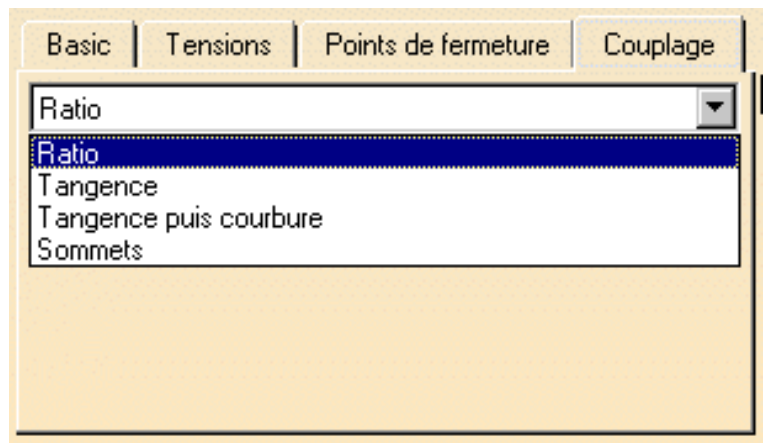 Basic Tensions Points de fermeture Couplage
Ratio
Ratio
Tangence
Tangence puis courbure
Sommets